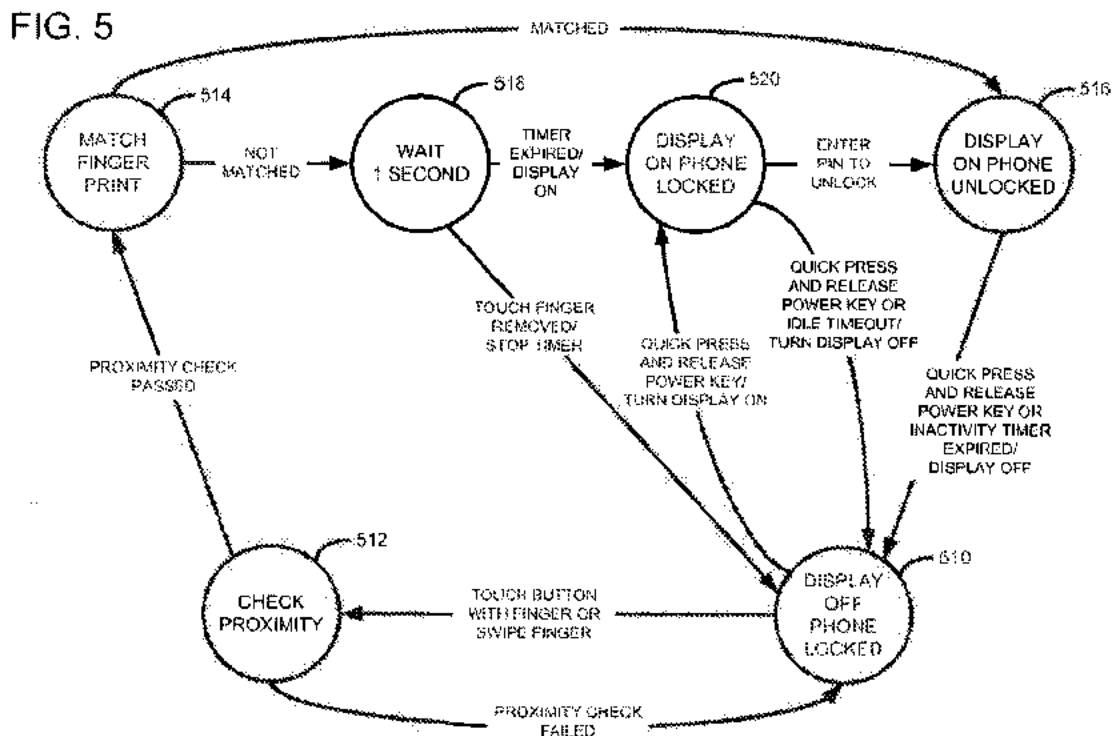 FIG. 5
MATCHED
514
518
520
516
MATCH
FINGER
PRINT
NOT
MATCHED
WAIT
1 SECOND
TIMER
EXPIRED/
DISPLAY
ON
DISPLAY
ON PHONE
LOCKED
ENTER
PIN TO
UNLOCK
DISPLAY
ON PHONE
UNLOCKED
QUICK PRESS
AND RELEASE
POWER KEY OR
IDLE TIMEOUT/
TURN DISPLAY OFF
TOUCH FINGER
REMOVED/
STOP TIMER
QUICK PRESS
AND RELEASE
POWER KEY/
TURN DISPLAY ON
PROXIMITY CHECK
PASSED
QUICK PRESS
AND RELEASE
POWER KEY OR
INACTIVITY TIMER
EXPIRED/
DISPLAY OFF
512
510
CHECK
PROXIMITY
TOUCH BUTTON
WITH FINGER OR
SWIPE FINGER
DISPLAY
OFF
PHONE
LOCKED
PROXIMITY CHECK
FAILED